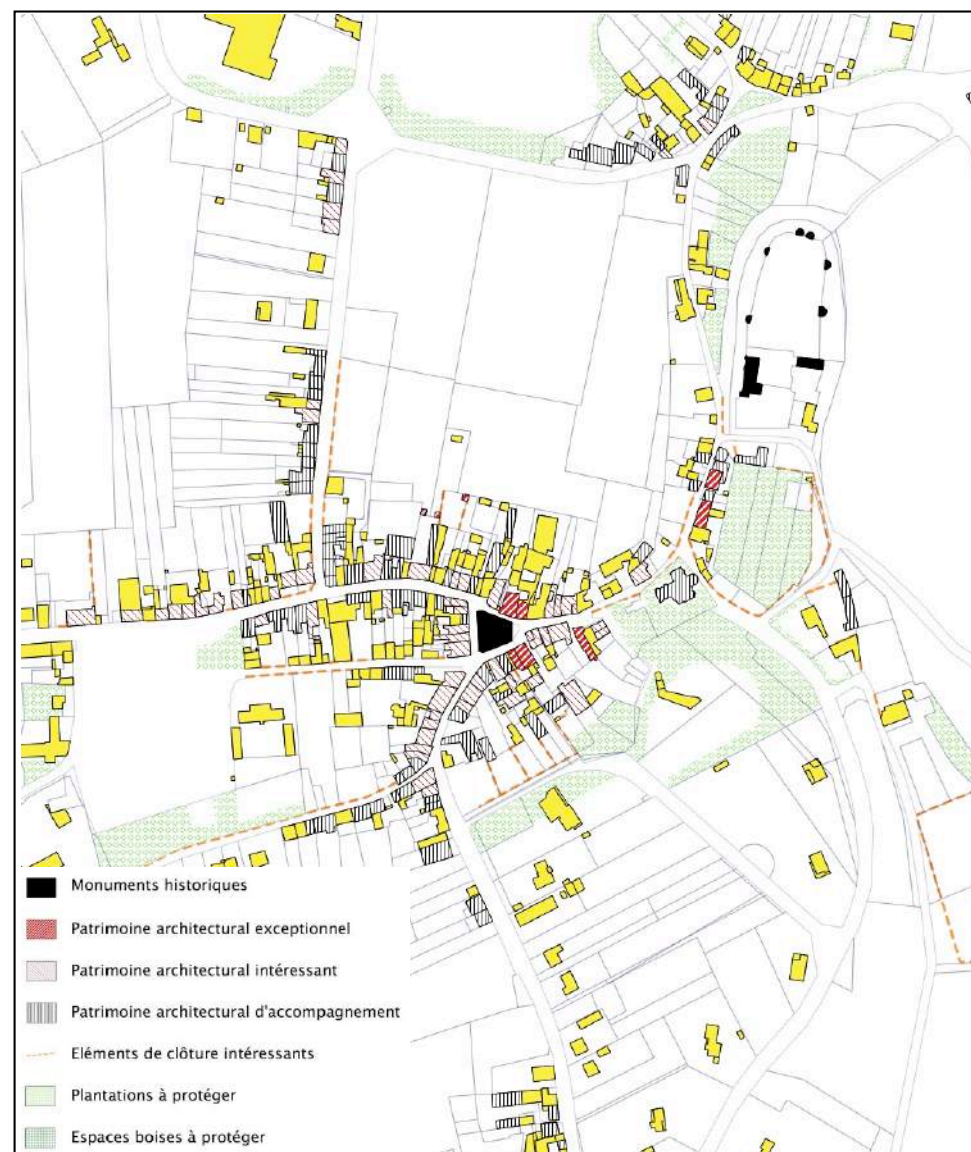 Monuments historiques
Patrimoine architectural exceptionnel
Patrimoine architectural intéressant
Patrimoine architectural d'accompagnement
Eléments de clôture intéressants
Plantations à protéger
Espaces boises à protéger